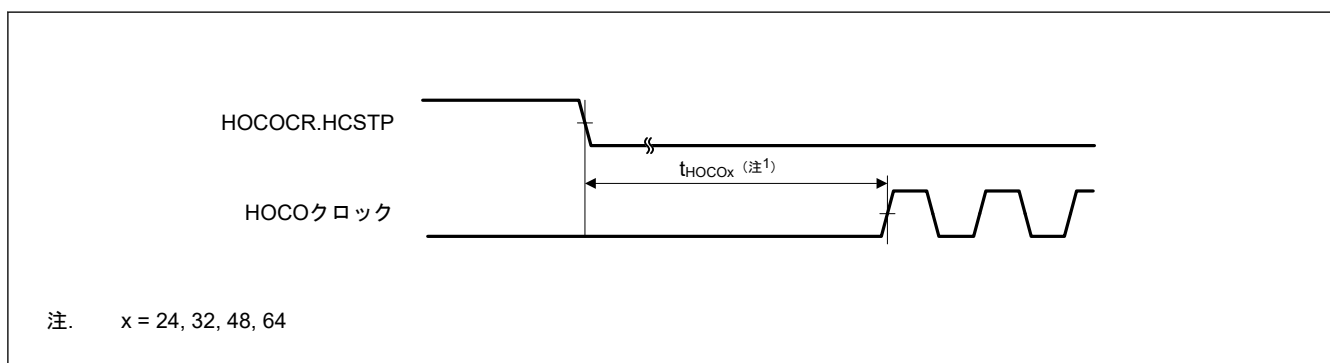 HOCOCR.HCSTP
tHOCOx（注1）
HOCOクロック
注. x = 24, 32, 48, 64